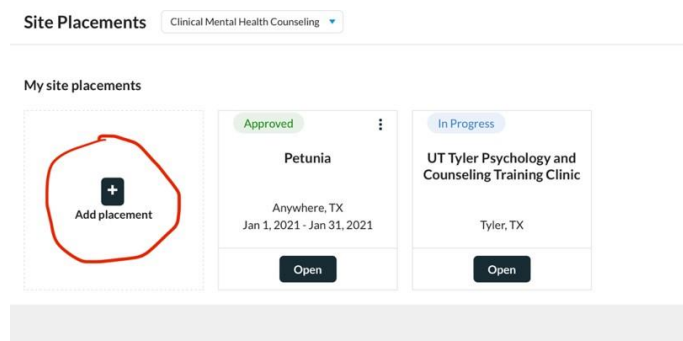 Site Placements
Clinical Mental Health Counseling
My site placements
Add placement
Approved
Petunia
Anywhere, TX
Jan 1, 2021 - Jan 31, 2021
Open
In Progress
UT Tyler Psychology and
Counseling Training Clinic
Tyler, TX
Open